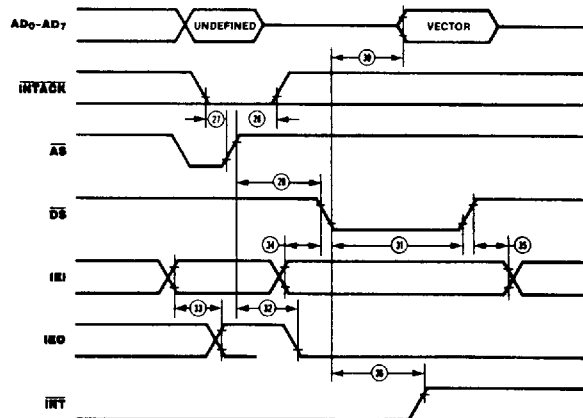 AD₀-AD₇ UNDEFINED VECTOR
30
INTACK
27 28
AS
29
DS
34 31 35
IEI
33 32
IEO
36
INT